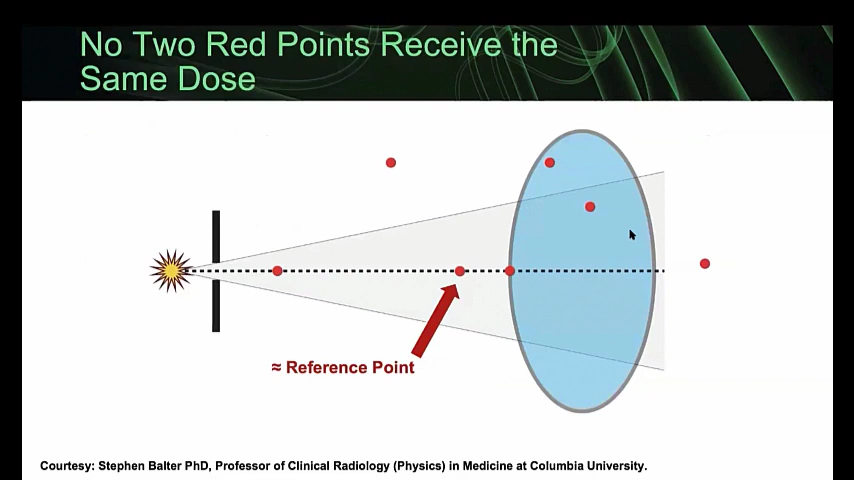 No Two Red Points Receive the
Same Dose
≈ Reference Point
Courtesy: Stephen Balter PhD, Professor of Clinical Radiology (Physics) in Medicine at Columbia University.